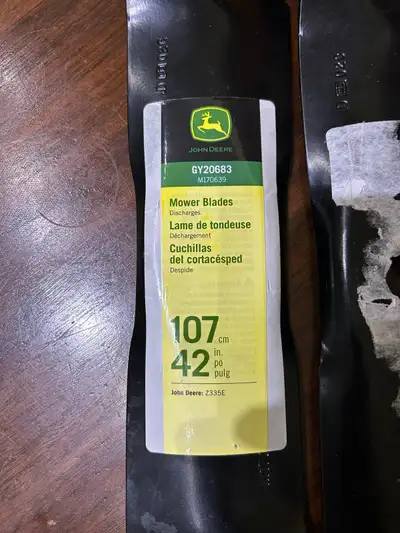 JOHN DEERE
GY20683
M170639
Mower Blades
Discharges
Lame de tondeuse
Déchargement
Cuchillas
del cortacésped
Despide
107 cm
42 in.
po
pulg
John Deere: Z335E